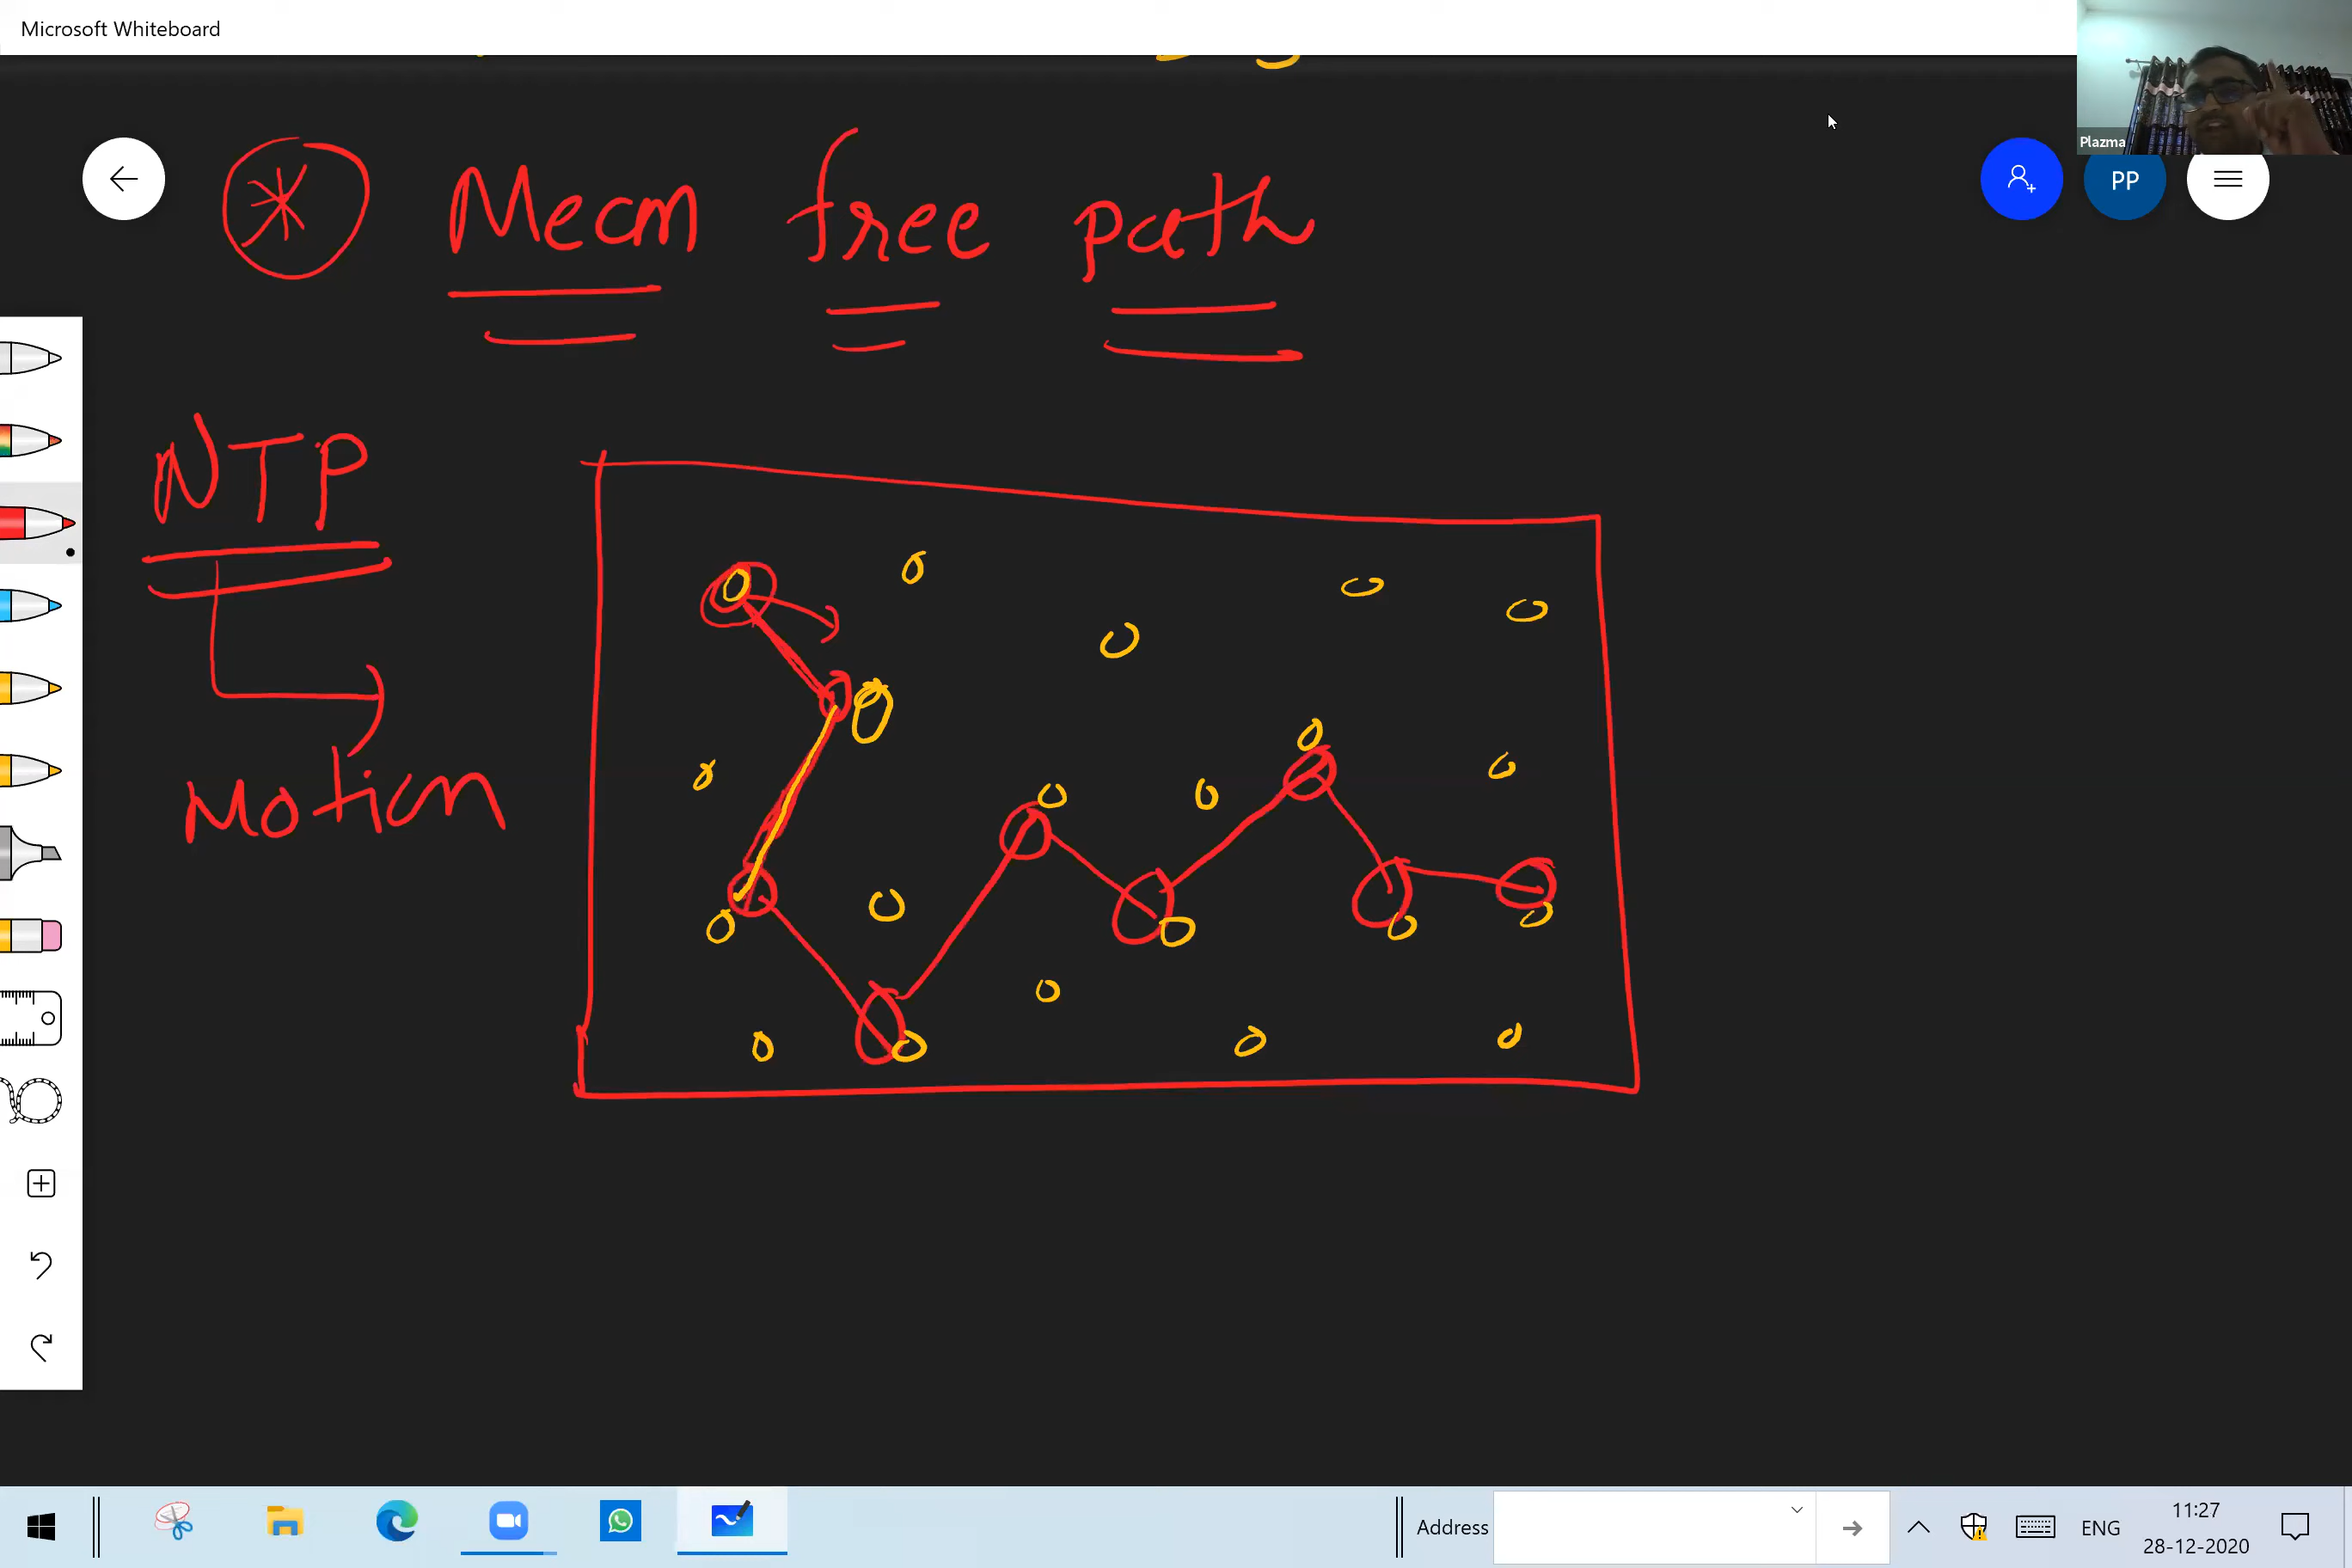 Microsoft Whiteboard
Plazma
PP
Mean free path
NTP
Motion
Address
ENG
11:27
28-12-2020